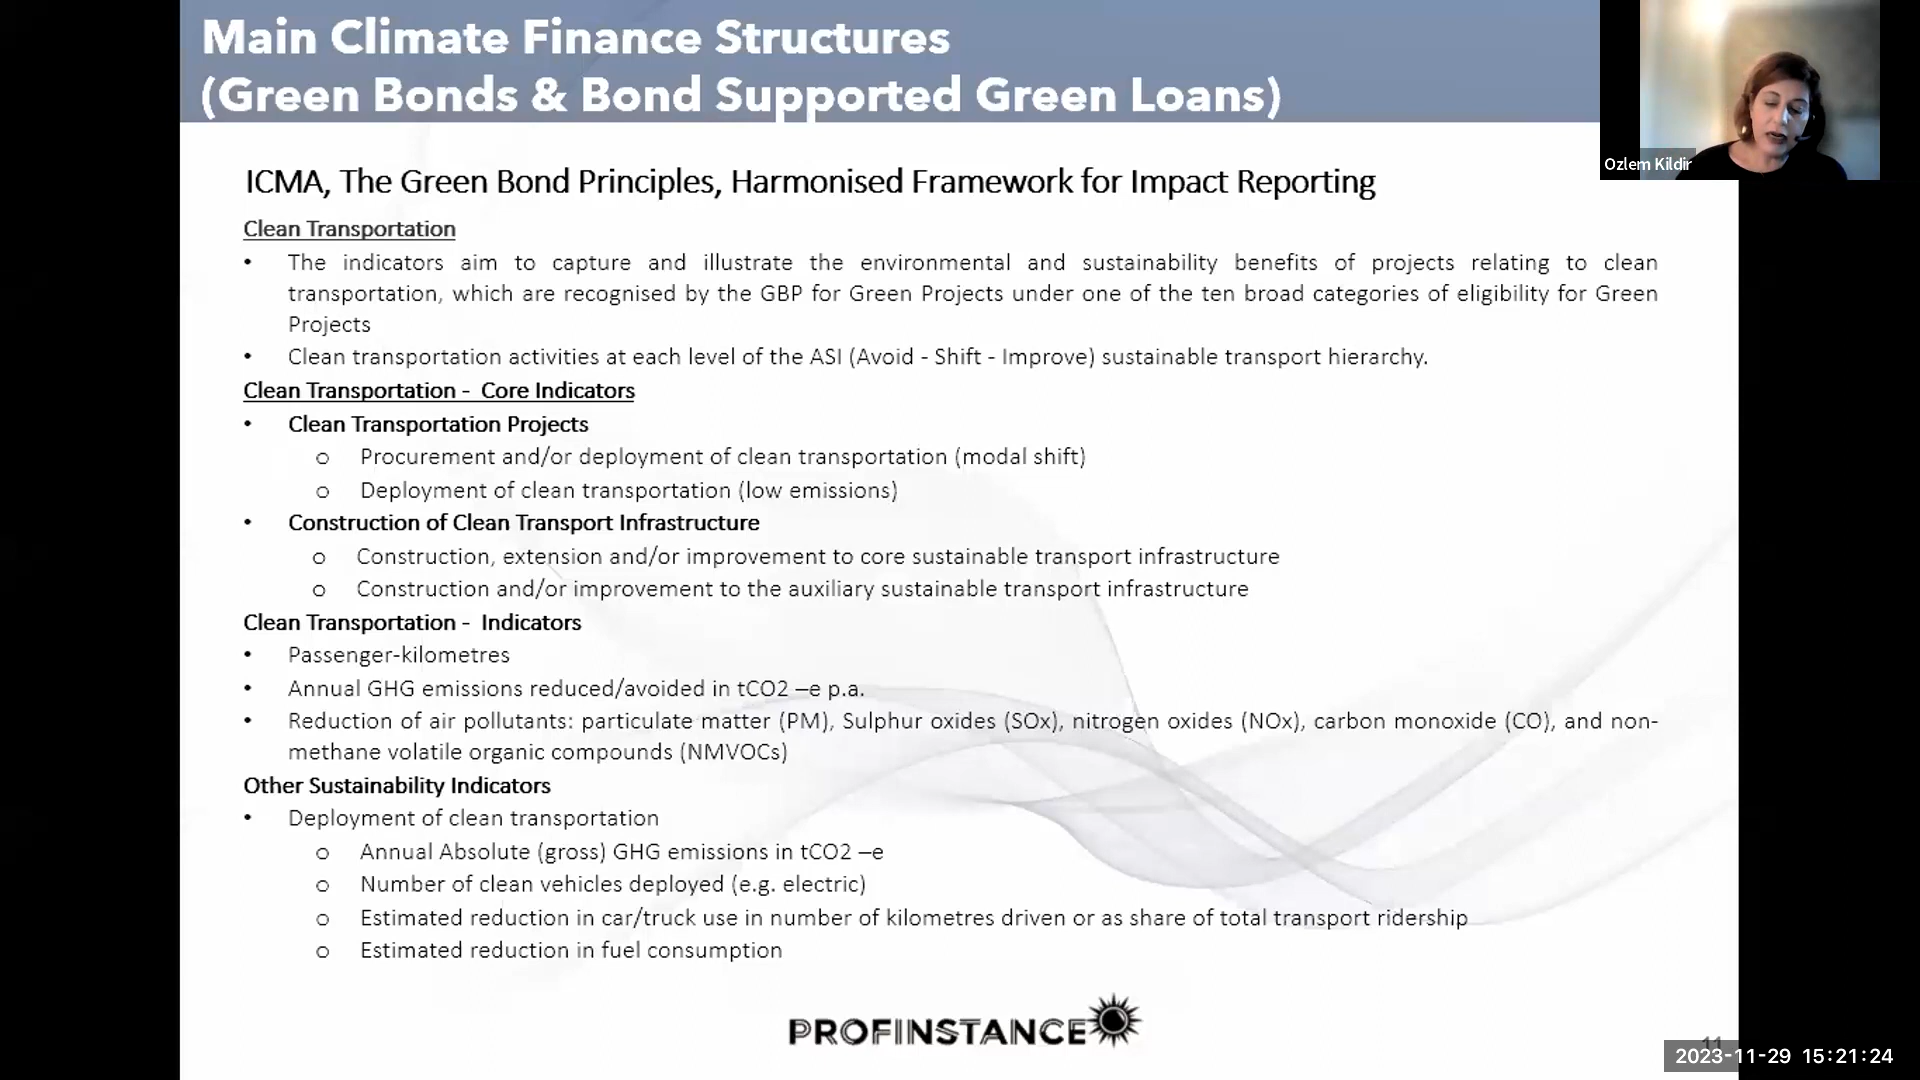 Main Climate Finance Structures
(Green Bonds & Bond Supported Green Loans)
Ozlem Kildir
ICMA, The Green Bond Principles, Harmonised Framework for Impact Reporting
Clean Transportation
• The indicators aim to capture and illustrate the environmental and sustainability benefits of projects relating to clean
transportation, which are recognised by the GBP for Green Projects under one of the ten broad categories of eligibility for Green
Projects
• Clean transportation activities at each level of the ASI (Avoid - Shift - Improve) sustainable transport hierarchy.
Clean Transportation - Core Indicators
• Clean Transportation Projects
o Procurement and/or deployment of clean transportation (modal shift)
o Deployment of clean transportation (low emissions)
• Construction of Clean Transport Infrastructure
o Construction, extension and/or improvement to core sustainable transport infrastructure
o Construction and/or improvement to the auxiliary sustainable transport infrastructure
Clean Transportation - Indicators
• Passenger-kilometres
• Annual GHG emissions reduced/avoided in tCO2 –e p.a.
• Reduction of air pollutants: particulate matter (PM), Sulphur oxides (SOx), nitrogen oxides (NOx), carbon monoxide (CO), and non-
methane volatile organic compounds (NMVOCs)
Other Sustainability Indicators
• Deployment of clean transportation
o Annual Absolute (gross) GHG emissions in tCO2 –e
o Number of clean vehicles deployed (e.g. electric)
o Estimated reduction in car/truck use in number of kilometres driven or as share of total transport ridership
o Estimated reduction in fuel consumption
PROFINSTANCE
11
2023-11-29 15:21:24